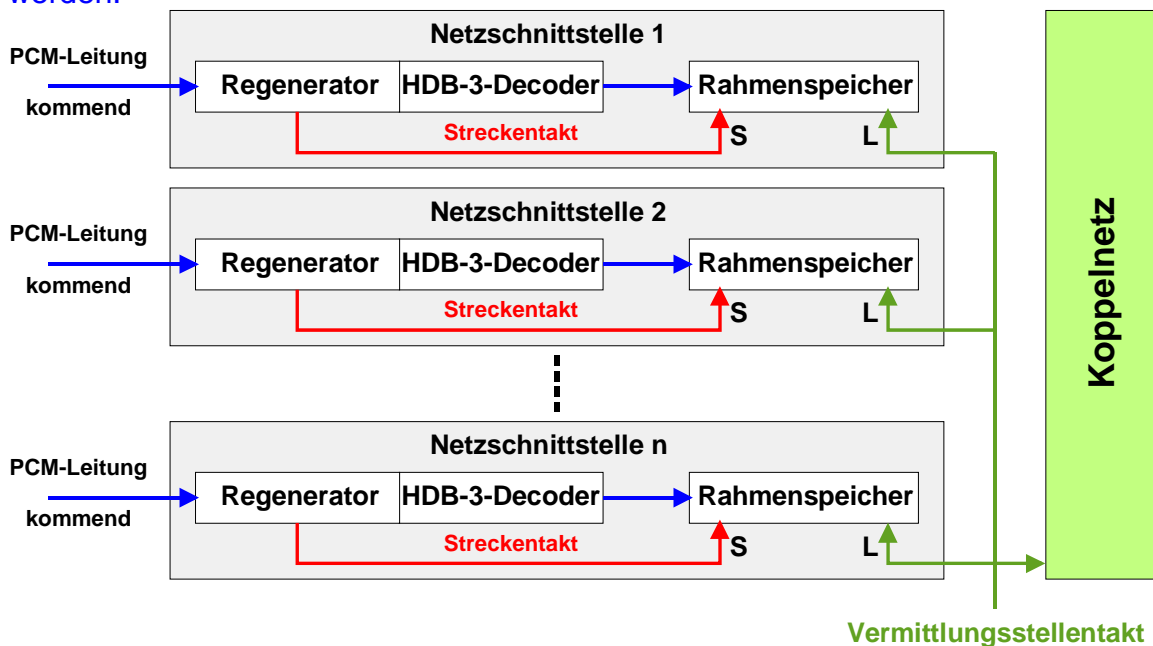 werden.
Netzschnittstelle 1
PCM-Leitung
kommend
Regenerator
HDB-3-Decoder
Rahmenspeicher
Streckentakt
S
L
Netzschnittstelle 2
PCM-Leitung
kommend
Regenerator
HDB-3-Decoder
Rahmenspeicher
Streckentakt
S
L
Netzschnittstelle n
PCM-Leitung
kommend
Regenerator
HDB-3-Decoder
Rahmenspeicher
Streckentakt
S
L
Koppelnetz
Vermittlungsstellentakt